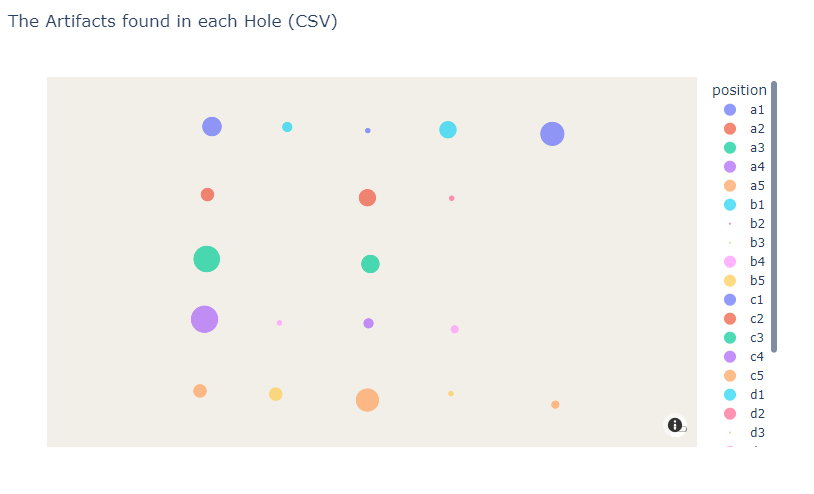 The Artifacts found in each Hole (CSV)
position
a1
a2
a3
a4
a5
b1
b2
b3
b4
b5
c1
c2
c3
c4
c5
d1
d2
d3